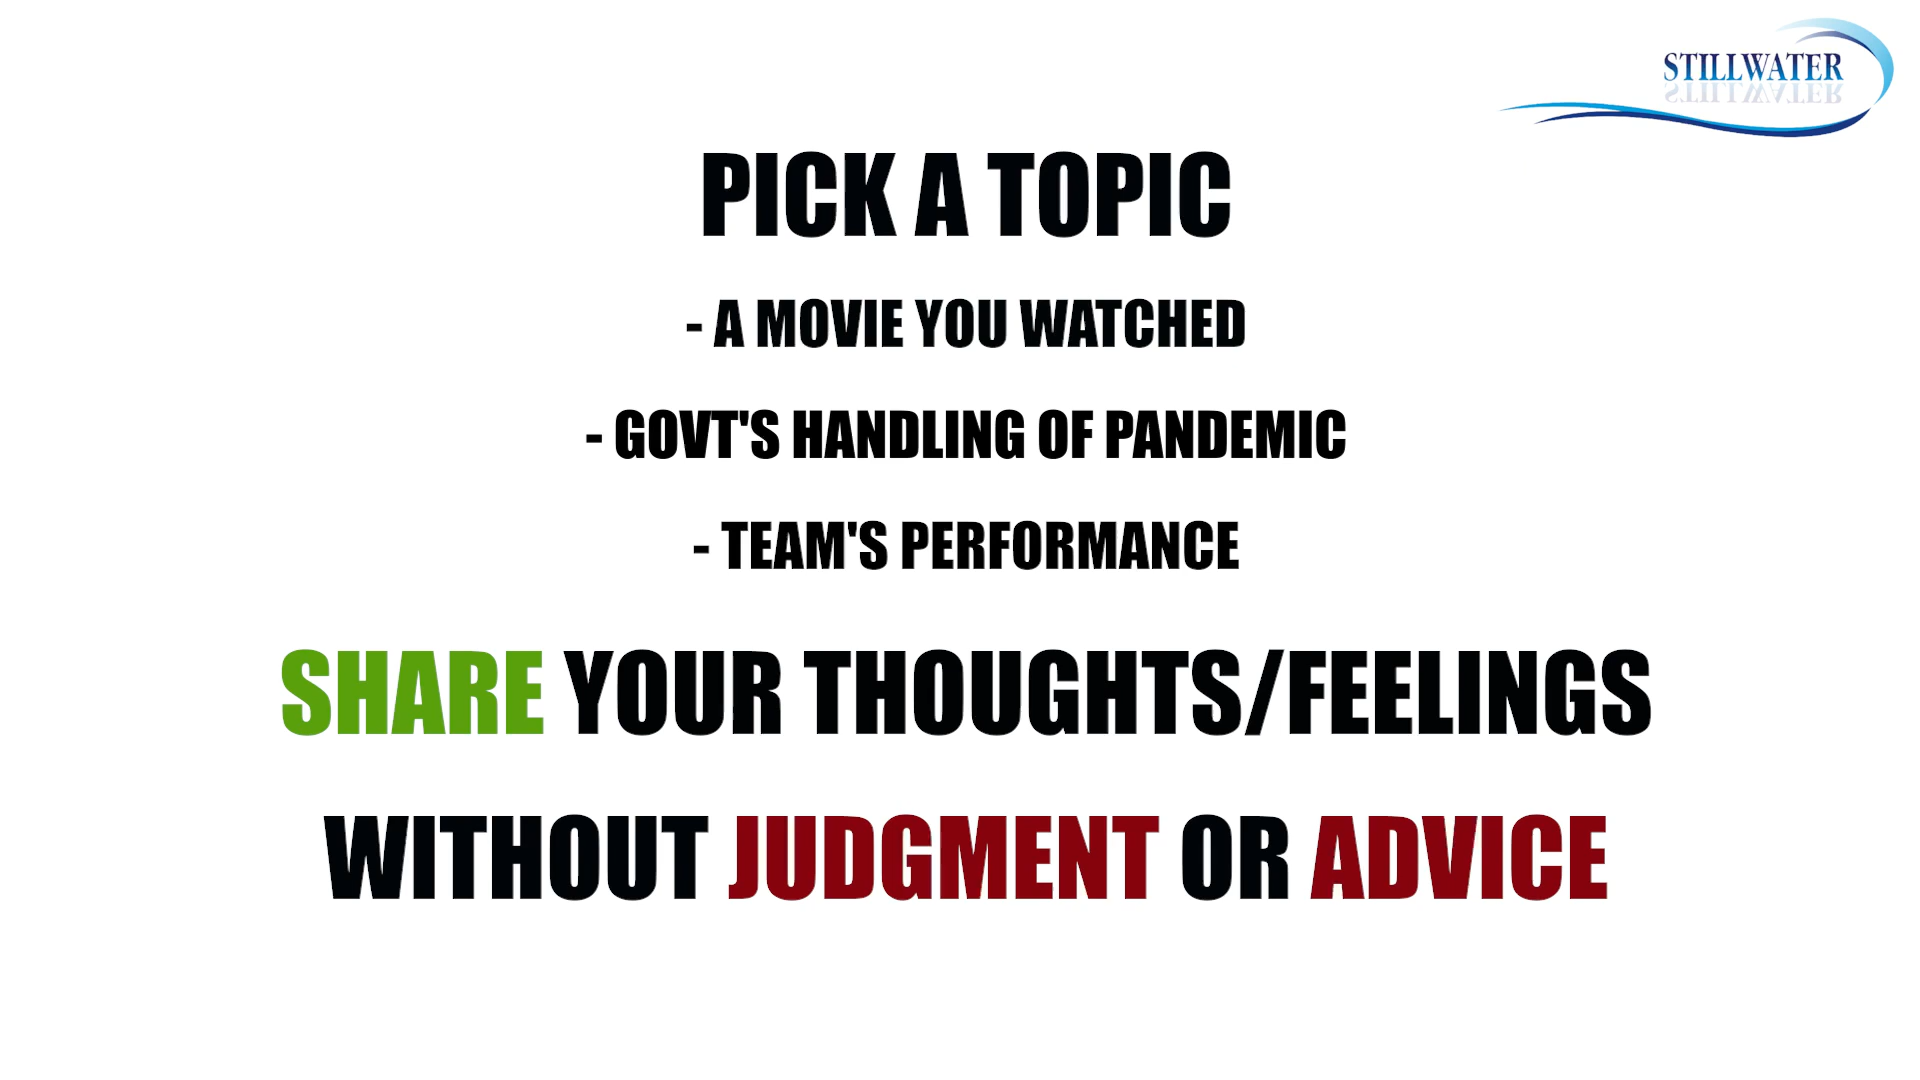 STILLWATER
PICK A TOPIC
- A MOVIE YOU WATCHED
- GOVT'S HANDLING OF PANDEMIC
- TEAM'S PERFORMANCE
SHARE YOUR THOUGHTS/FEELINGS
WITHOUT JUDGMENT OR ADVICE